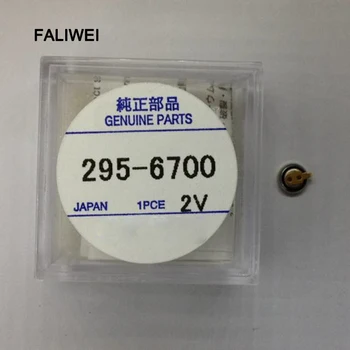 FALIWEI
純正部品
GENUINE PARTS
295-6700
JAPAN 1PCE 2V